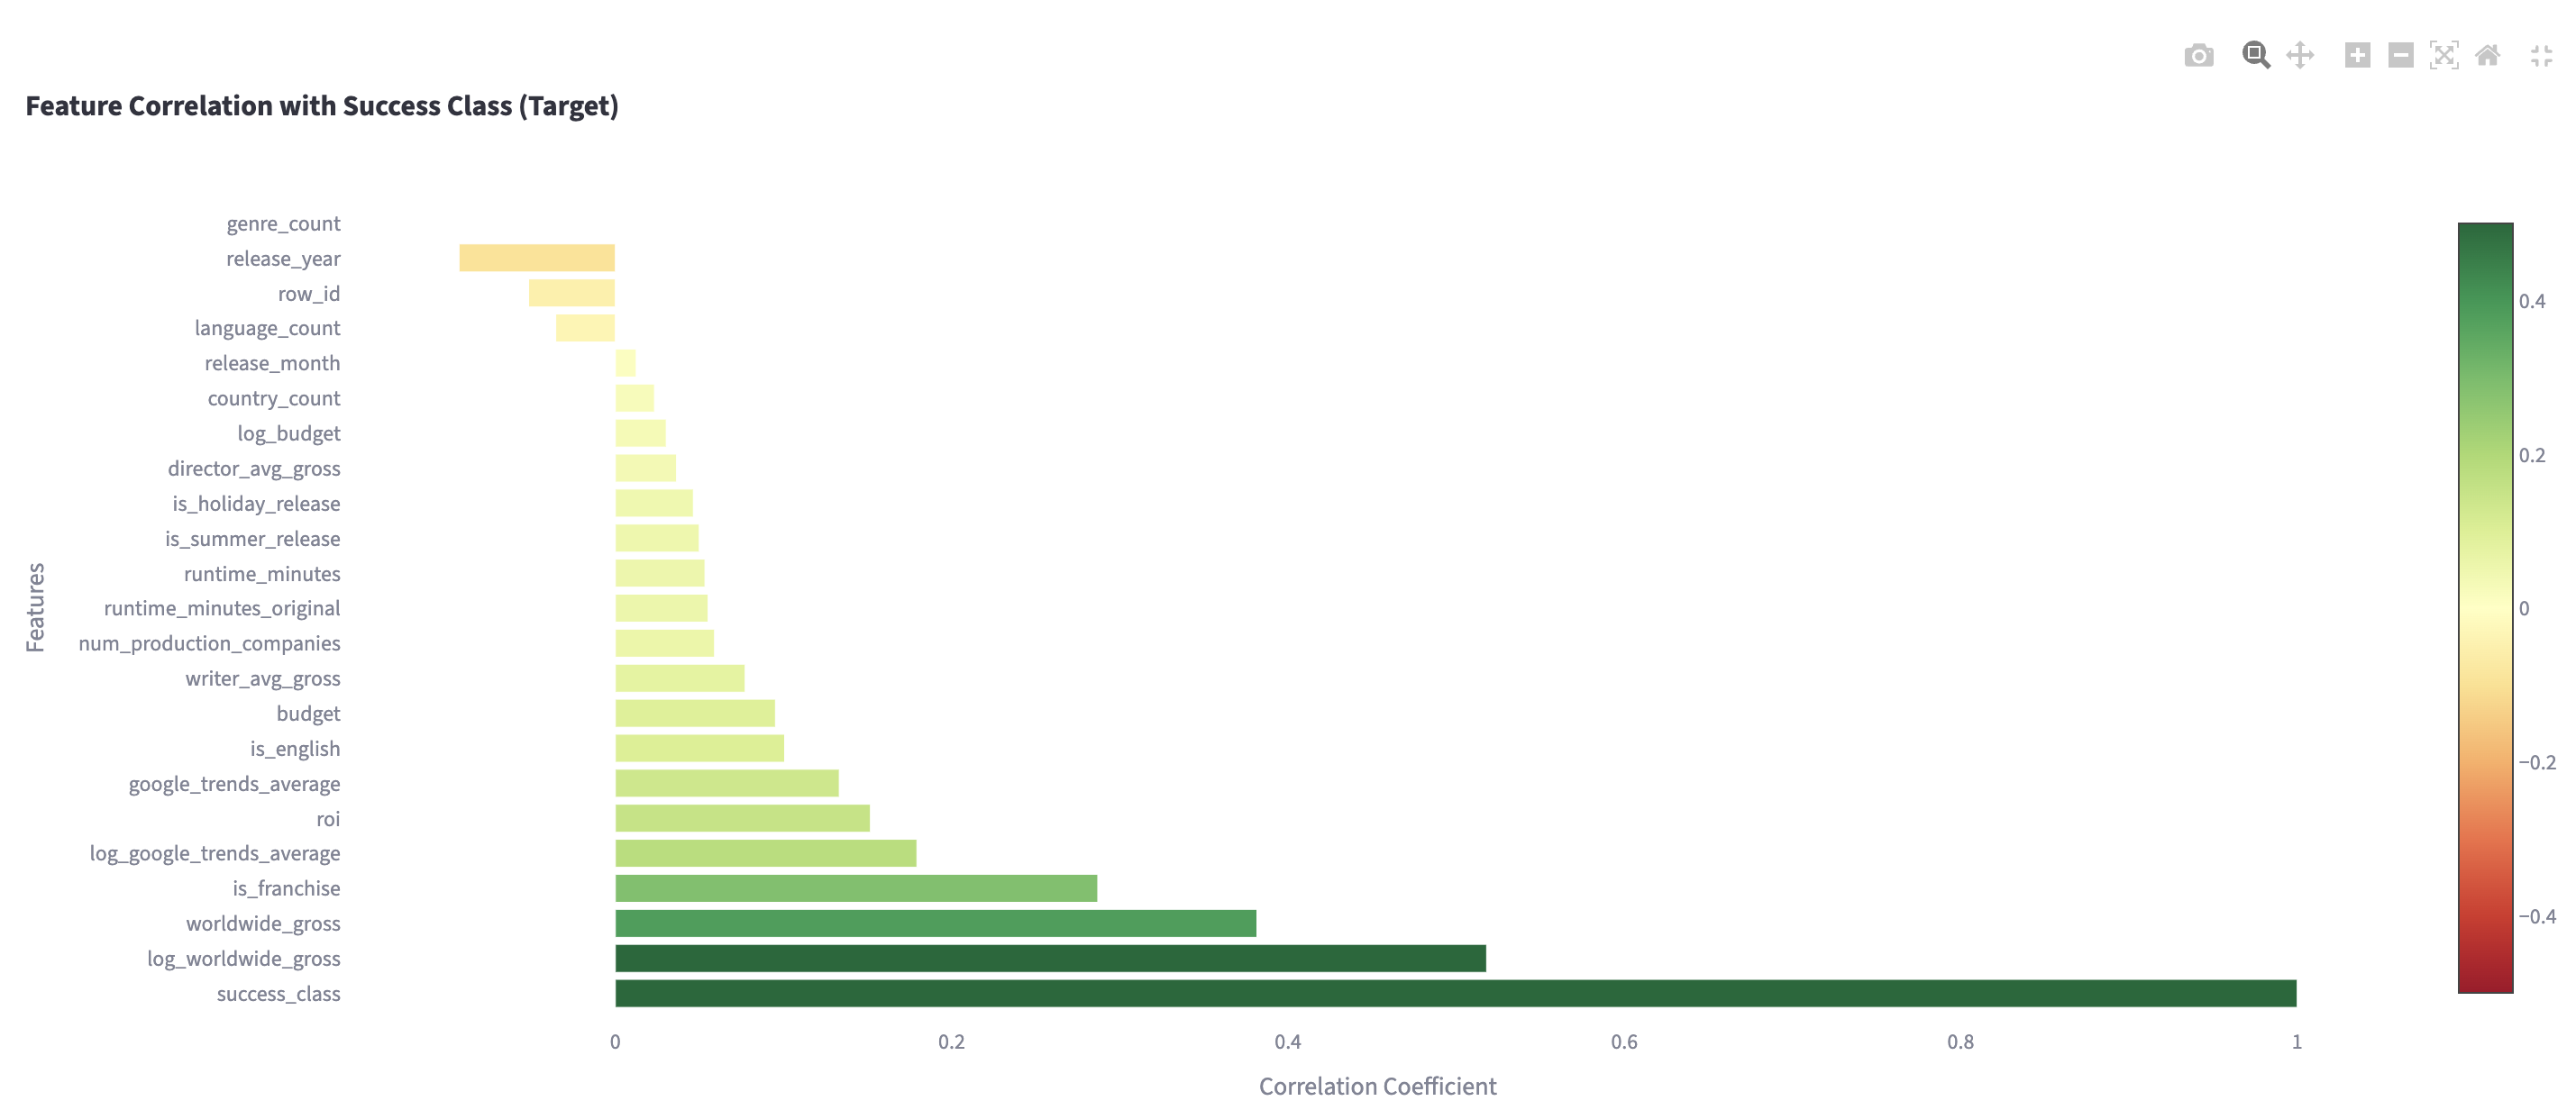 Feature Correlation with Success Class (Target)
genre_count
release_year
row_id
language_count
release_month
country_count
log_budget
director_avg_gross
is_holiday_release
is_summer_release
runtime_minutes
runtime_minutes_original
num_production_companies
writer_avg_gross
budget
is_english
google_trends_average
roi
log_google_trends_average
is_franchise
worldwide_gross
log_worldwide_gross
success_class
Features
0
0.2
0.4
0.6
0.8
1
Correlation Coefficient
0.4
0.2
0
−0.2
−0.4